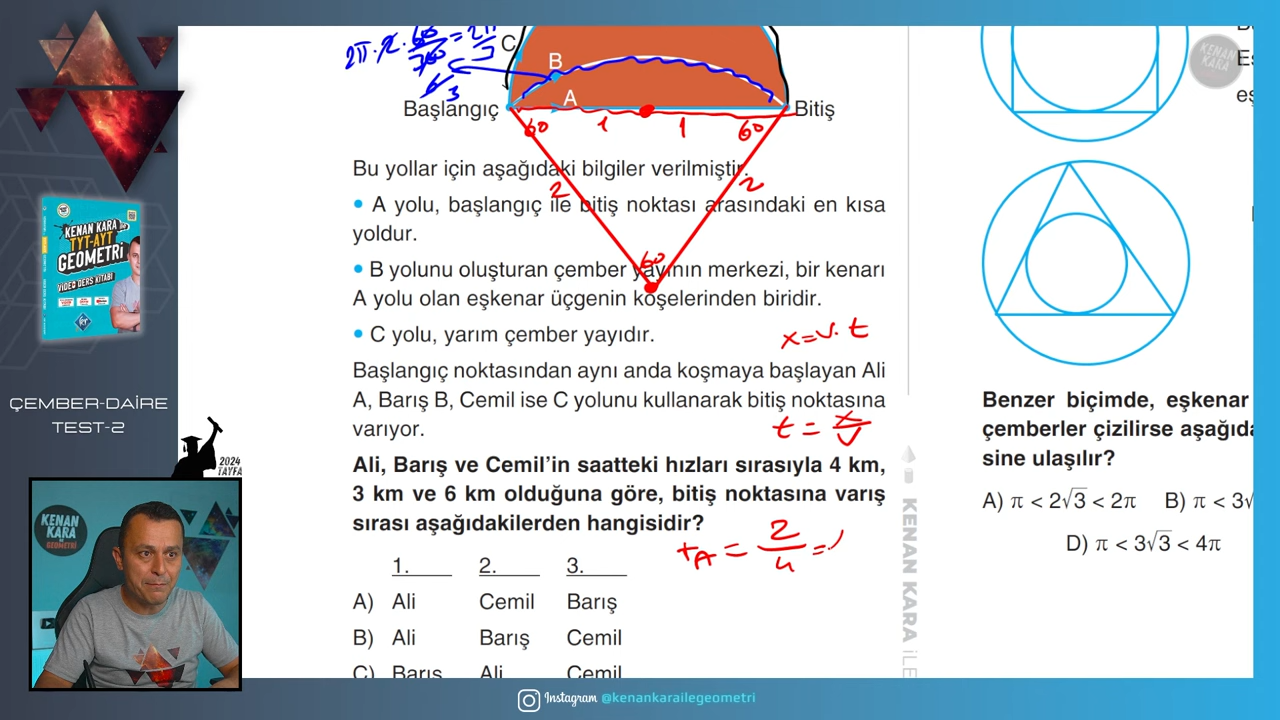 KENAN KARA
TYT-AYT
GEOMETRİ
VİDEO DERS KİTABI
ÇEMBER-DAİRE
TEST-2
2024
TAYFA
KENAN
KARA
GEOMETRİ
C
B
A
Başlangıç
Bitiş
60
1
1
60
2
2
60
Bu yollar için aşağıdaki bilgiler verilmiştir.
• A yolu, başlangıç ile bitiş noktası arasındaki en kısa
yoldur.
• B yolunu oluşturan çember yayının merkezi, bir kenarı
A yolu olan eşkenar üçgenin köşelerinden biridir.
• C yolu, yarım çember yayıdır.
x=v.t
Başlangıç noktasından aynı anda koşmaya başlayan Ali
A, Barış B, Cemil ise C yolunu kullanarak bitiş noktasına
varıyor.
t = x/v
Ali, Barış ve Cemil’in saatteki hızları sırasıyla 4 km,
3 km ve 6 km olduğuna göre, bitiş noktasına varış
sırası aşağıdakilerden hangisidir?
tA = 2/4 =
1. 2. 3.
A) Ali Cemil Barış
B) Ali Barış Cemil
C) Barış Ali Cemil
KENAN KARA İLE
KENAN
KARA
Benzer biçimde, eşkenar
çemberler çizilirse aşağıda
sine ulaşılır?
A) π < 2√3 < 2π B) π < 3√
D) π < 3√3 < 4π
Instagram @kenankarailegeometri